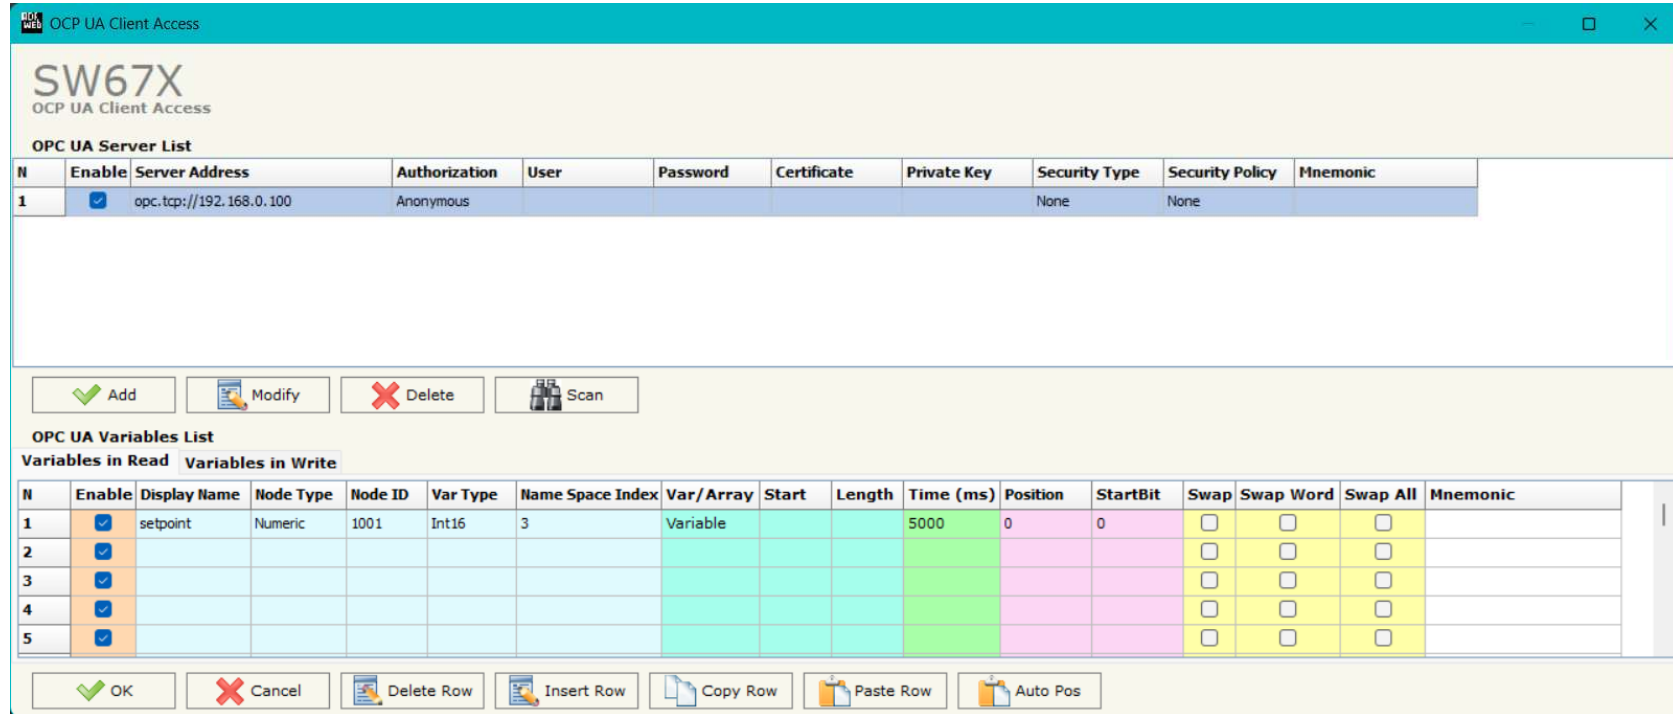 ADF WEB OCP UA Client Access
SW67X
OCP UA Client Access
OPC UA Server List
N Enable Server Address Authorization User Password Certificate Private Key Security Type Security Policy Mnemonic
1 opc.tcp://192.168.0.100 Anonymous None None
Add Modify Delete Scan
OPC UA Variables List
Variables in Read Variables in Write
N Enable Display Name Node Type Node ID Var Type Name Space Index Var/Array Start Length Time (ms) Position StartBit Swap Swap Word Swap All Mnemonic
1 setpoint Numeric 1001 Int16 3 Variable 5000 0 0
2
3
4
5
OK Cancel Delete Row Insert Row Copy Row Paste Row Auto Pos